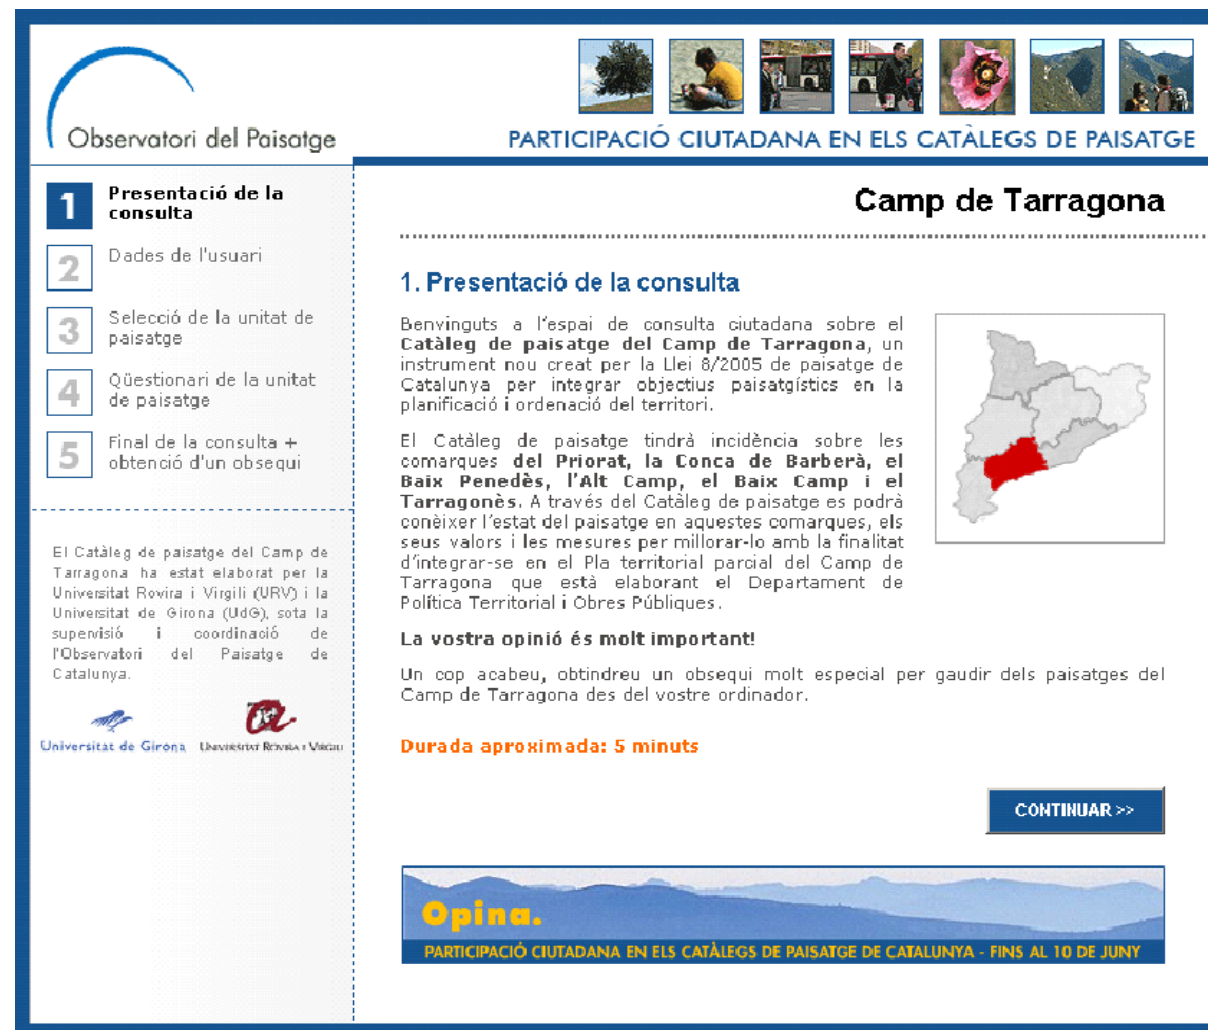 Observatori del Paisatge
PARTICIPACIÓ CIUTADANA EN ELS CATÀLEGS DE PAISATGE
1
Presentació de la
consulta
2
Dades de l'usuari
3
Selecció de la unitat de
paisatge
4
Qüestionari de la unitat
de paisatge
5
Final de la consulta +
obtenció d'un obsequi
El Catàleg de paisatge del Camp de
Tarragona ha estat elaborat per la
Universitat Rovira i Virgili (URV) i la
Universitat de Girona (UdG), sota la
supervisió i coordinació de
l'Observatori del Paisatge de
Catalunya.
Universitat de Girona
UNIVERSITAT ROVIRA I VIRGILI
Camp de Tarragona
1. Presentació de la consulta
Benvinguts a l'espai de consulta ciutadana sobre el
Catàleg de paisatge del Camp de Tarragona, un
instrument nou creat per la Llei 8/2005 de paisatge de
Catalunya per integrar objectius paisatgístics en la
planificació i ordenació del territori.
El Catàleg de paisatge tindrà incidència sobre les
comarques del Priorat, la Conca de Barberà, el
Baix Penedès, l'Alt Camp, el Baix Camp i el
Tarragonès. A través del Catàleg de paisatge es podrà
conèixer l'estat del paisatge en aquestes comarques, els
seus valors i les mesures per millorar-lo amb la finalitat
d'integrar-se en el Pla territorial parcial del Camp de
Tarragona que està elaborant el Departament de
Política Territorial i Obres Públiques.
La vostra opinió és molt important!
Un cop acabeu, obtindreu un obsequi molt especial per gaudir dels paisatges del
Camp de Tarragona des del vostre ordinador.
Durada aproximada: 5 minuts
CONTINUAR >>
Opina.
PARTICIPACIÓ CIUTADANA EN ELS CATÀLEGS DE PAISATGE DE CATALUNYA - FINS AL 10 DE JUNY